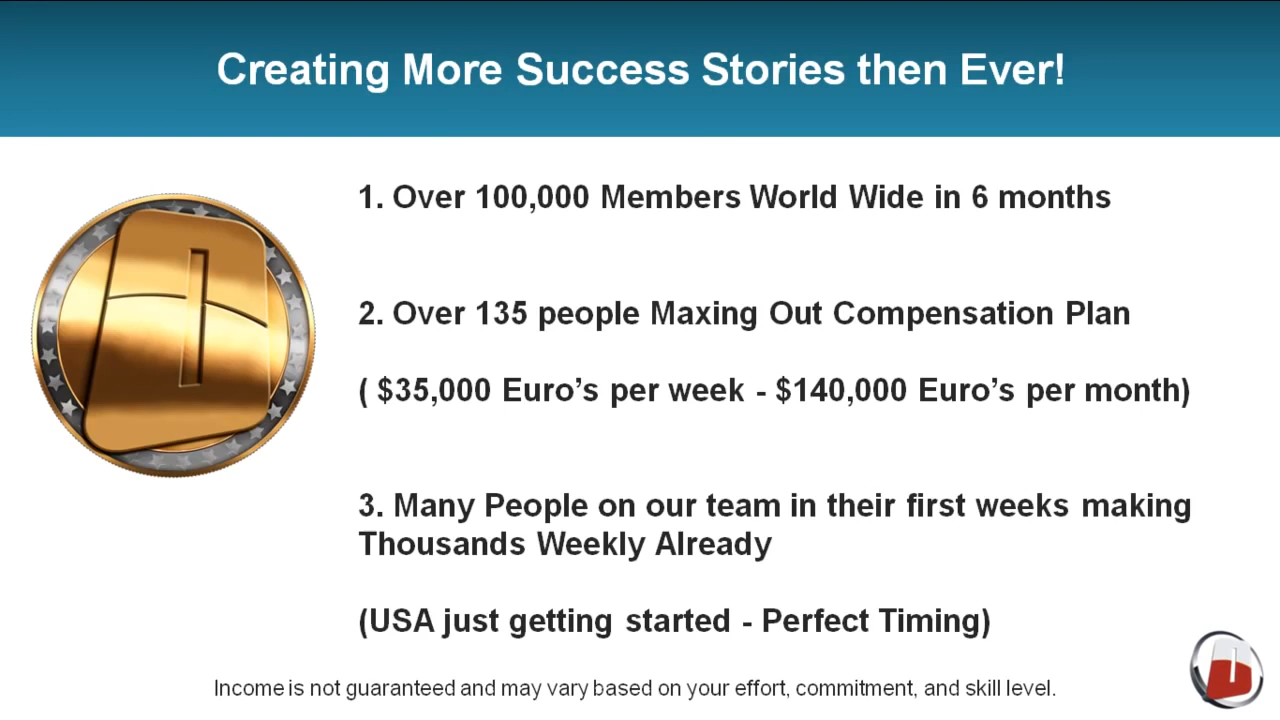 Creating More Success Stories then Ever!
1. Over 100,000 Members World Wide in 6 months
2. Over 135 people Maxing Out Compensation Plan
( $35,000 Euro’s per week - $140,000 Euro’s per month)
3. Many People on our team in their first weeks making
Thousands Weekly Already
(USA just getting started - Perfect Timing)
Income is not guaranteed and may vary based on your effort, commitment, and skill level.